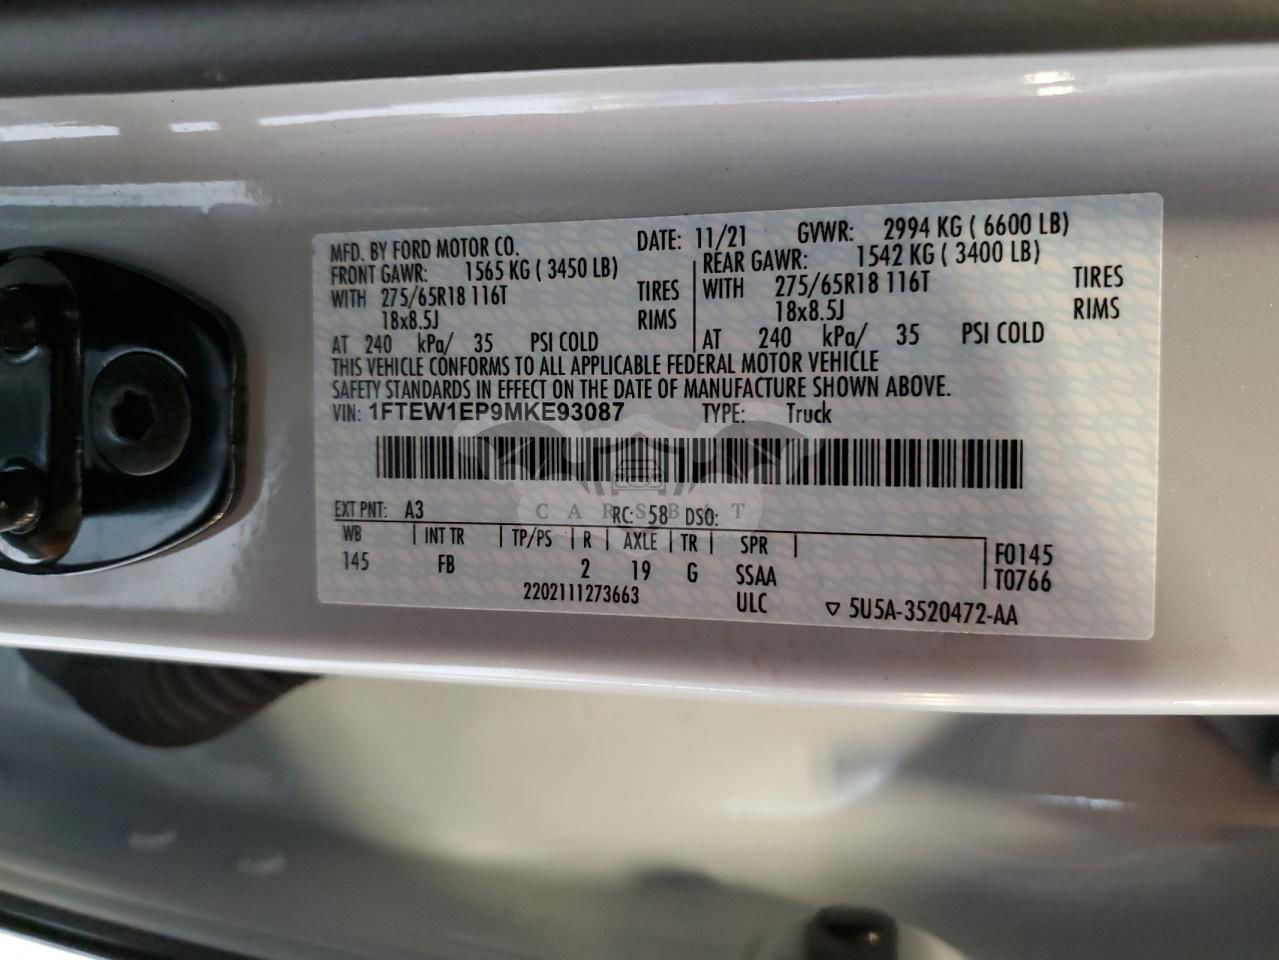 MFD. BY FORD MOTOR CO. DATE: 11/21 GVWR: 2994 KG ( 6600 LB)
FRONT GAWR: 1565 KG ( 3450 LB) REAR GAWR: 1542 KG ( 3400 LB)
WITH 275/65R18 116T TIRES WITH 275/65R18 116T TIRES
18x8.5J RIMS 18x8.5J RIMS
AT 240 kPa/ 35 PSI COLD AT 240 kPa/ 35 PSI COLD
THIS VEHICLE CONFORMS TO ALL APPLICABLE FEDERAL MOTOR VEHICLE
SAFETY STANDARDS IN EFFECT ON THE DATE OF MANUFACTURE SHOWN ABOVE.
VIN: 1FTEW1EP9MKE93087 TYPE: Truck
CARSBAT
EXT PNT: A3 RC: 58 DSO:
WB INT TR TP/PS R AXLE TR SPR F0145
145 FB 2 19 G SSAA T0766
2202111273663 ULC ▽ 5U5A-3520472-AA